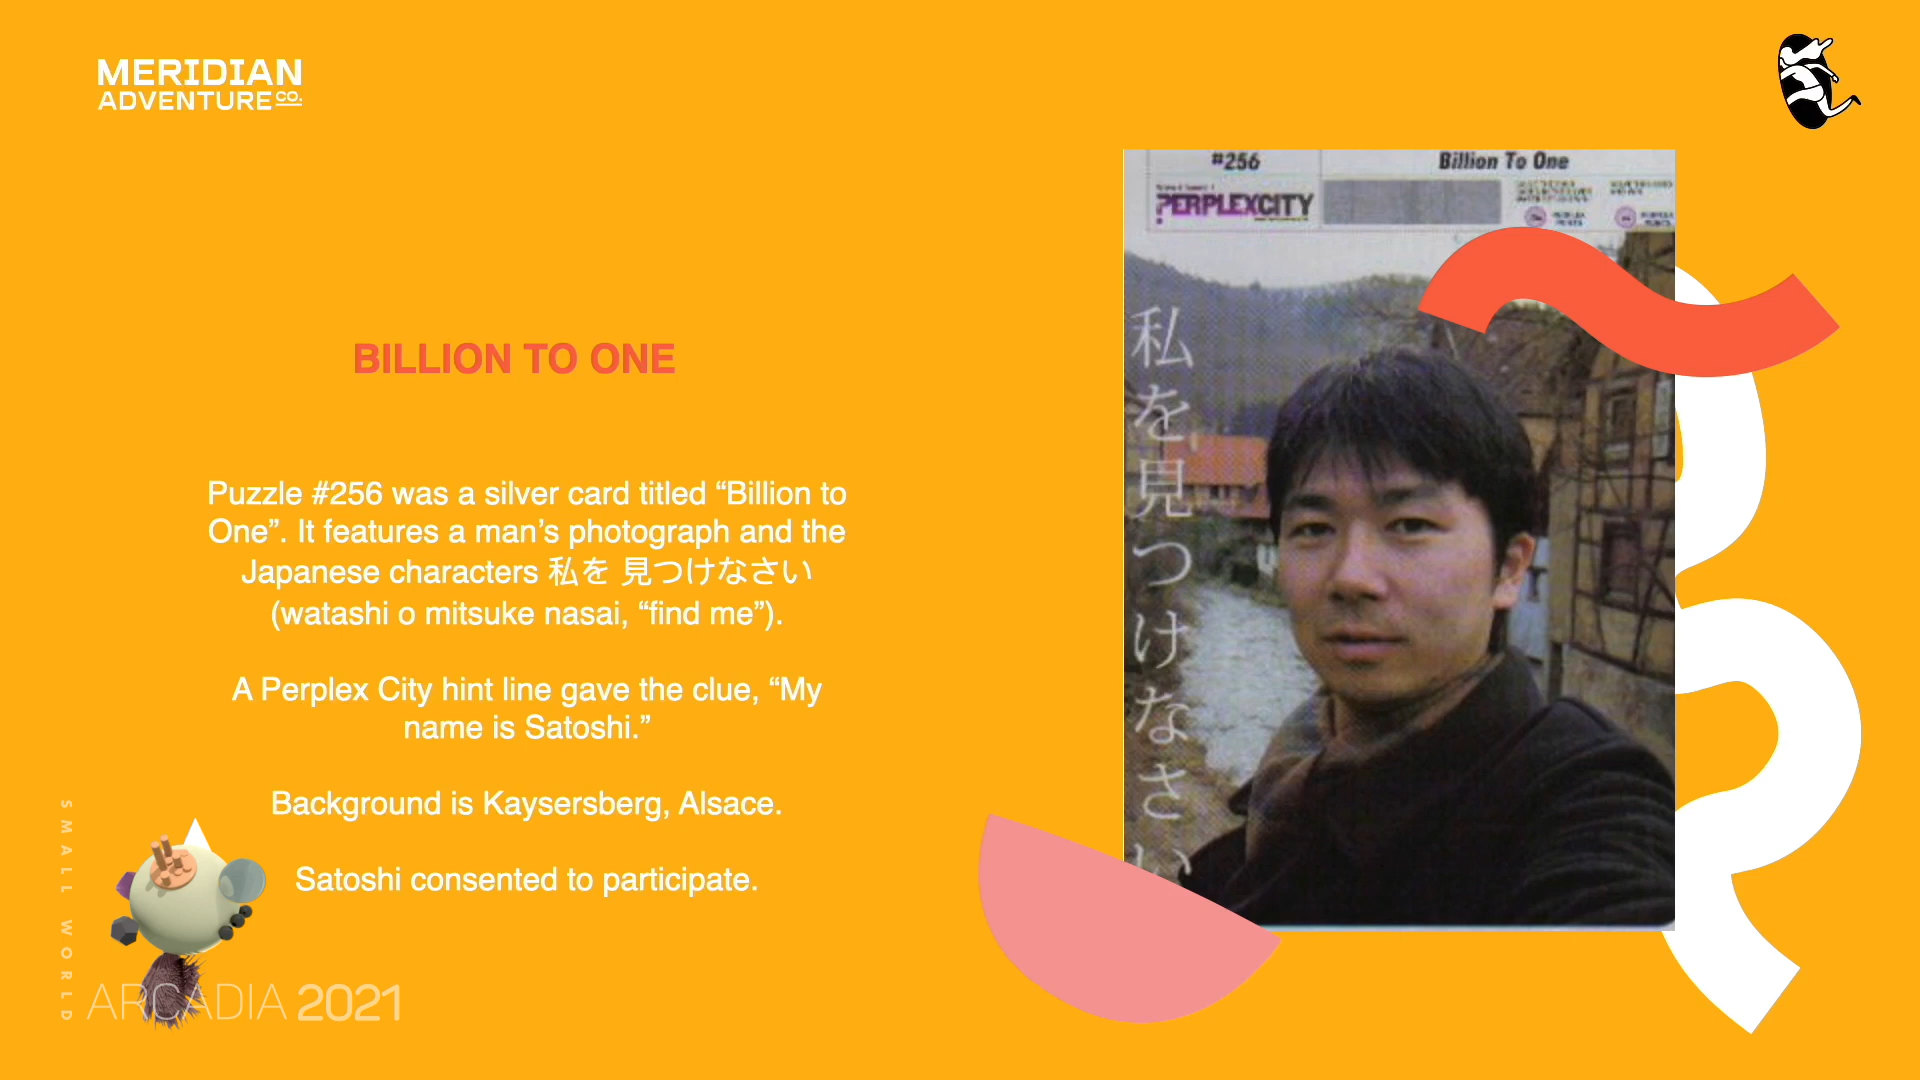 MERIDIAN
ADVENTURE CO.
#256
Billion To One
PERPLEXCITY
私を見つけなさい
BILLION TO ONE
Puzzle #256 was a silver card titled “Billion to
One”. It features a man’s photograph and the
Japanese characters 私を 見つけなさい
(watashi o mitsuke nasai, “find me”).
A Perplex City hint line gave the clue, “My
name is Satoshi.”
Background is Kaysersberg, Alsace.
Satoshi consented to participate.
SMALL WORLD
ARCADIA 2021